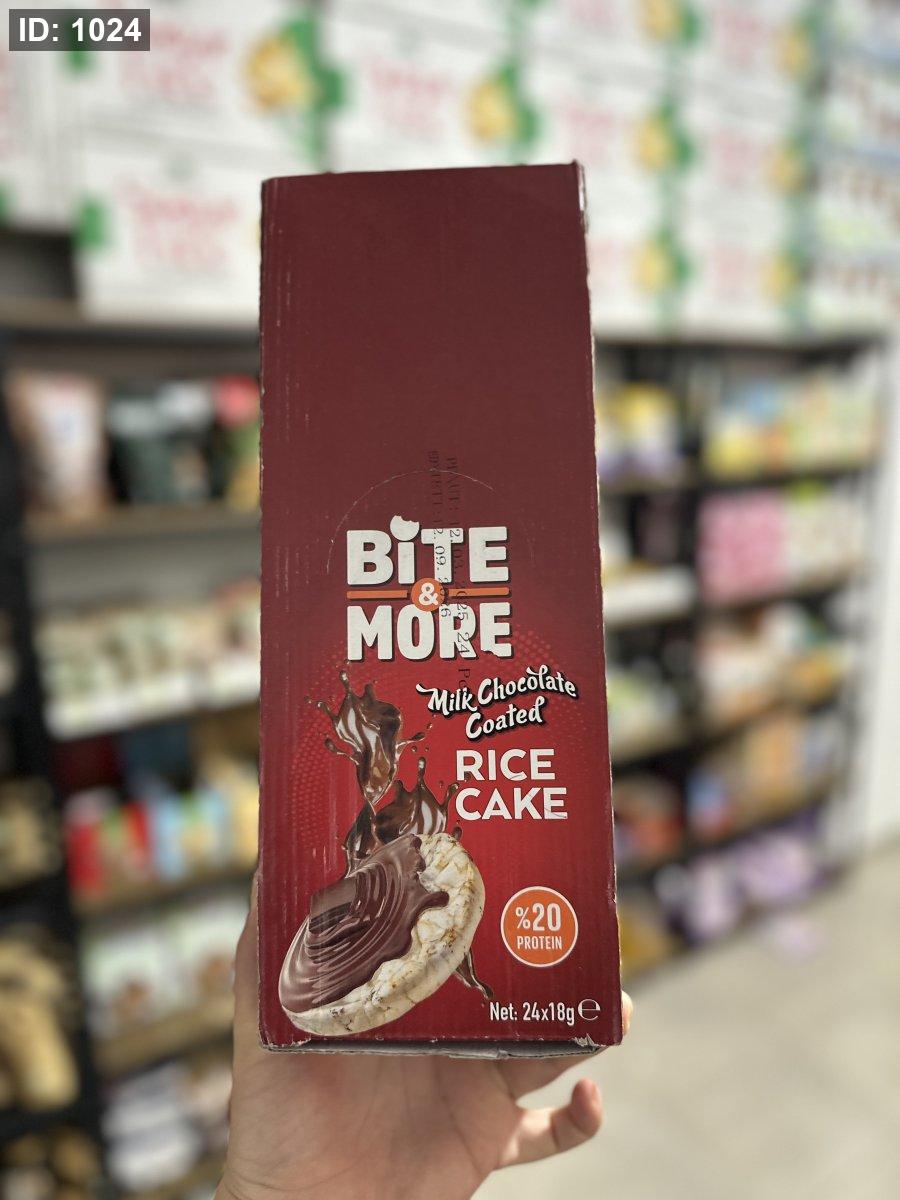 ID: 1024
BiTE
&
MORE
Milk Chocolate
Coated
RICE
CAKE
%20
PROTEIN
Net: 24x18g℮